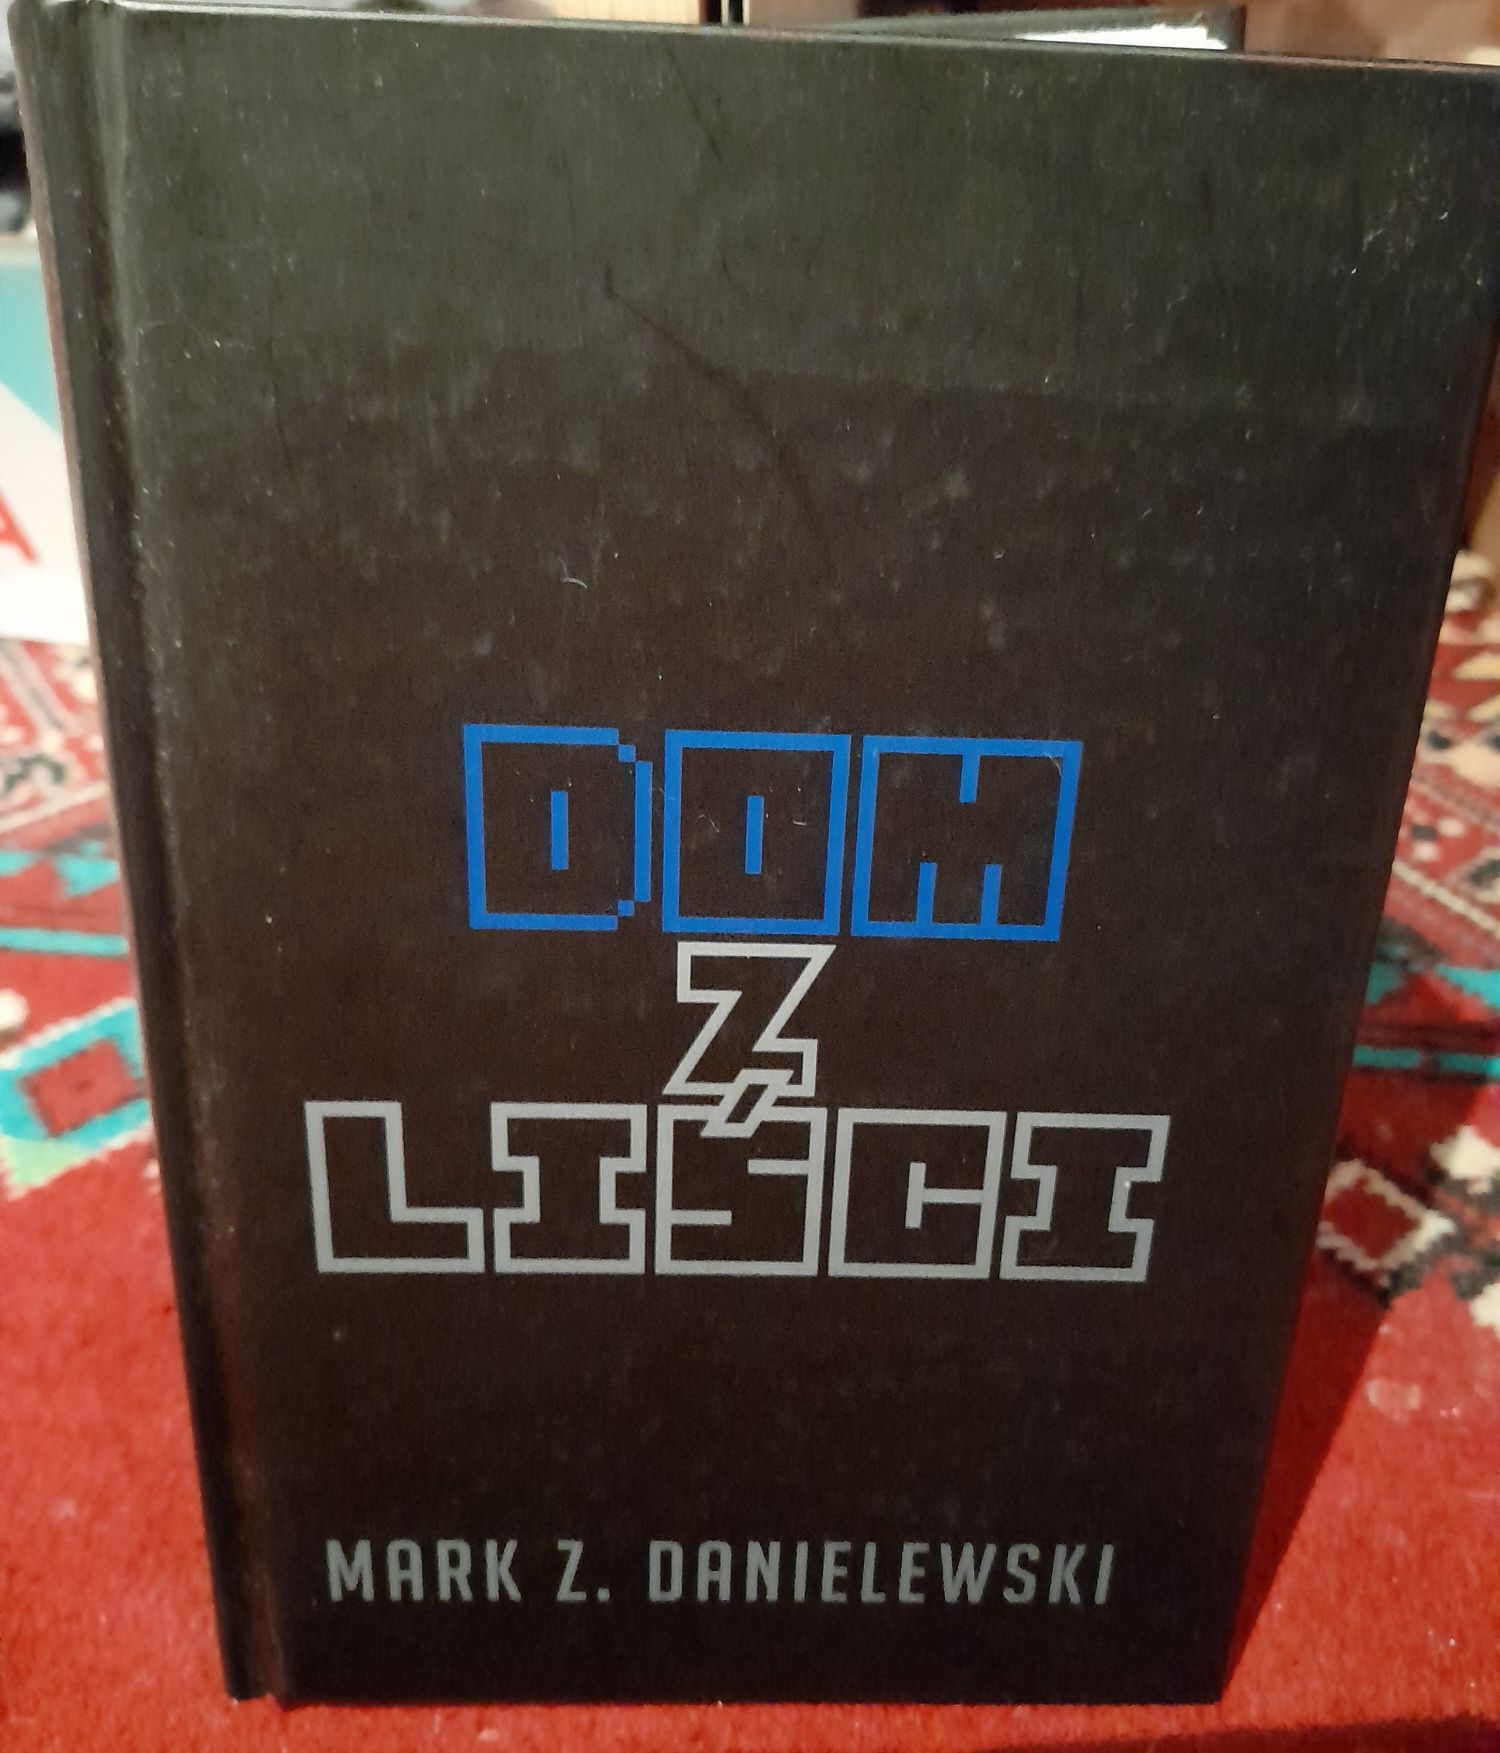 DOM
Z
LIŚCI
MARK Z. DANIELEWSKI